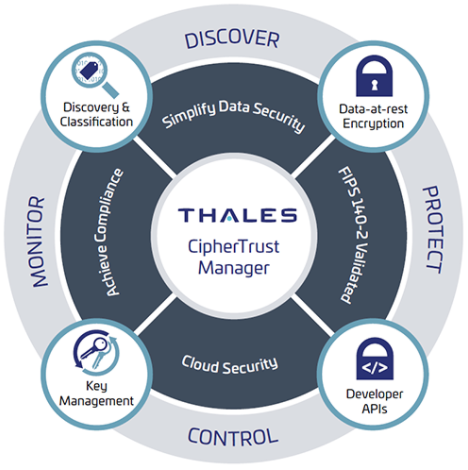 DISCOVER
Discovery &
Classification
Simplify Data Security
Data-at-rest
Encryption
MONITOR
Achieve Compliance
THALES
CipherTrust
Manager
FIPS 140-2 Validated
PROTECT
Key
Management
Cloud Security
</>
Developer
APIs
CONTROL